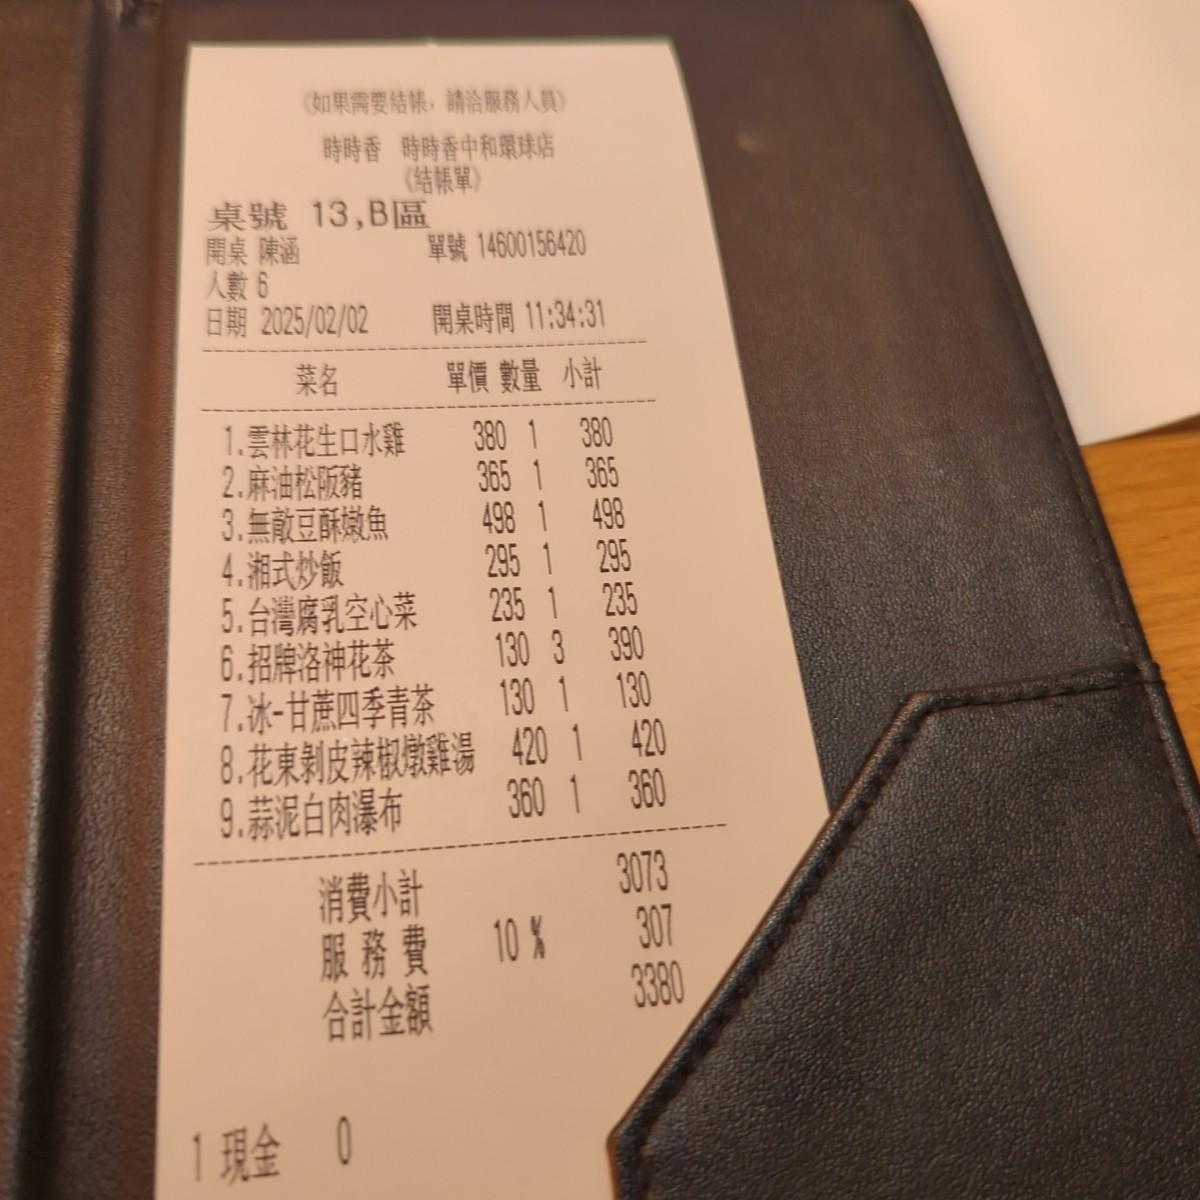 《如果需要結帳，請洽服務人員》
時時香 時時香中和環球店
《結帳單》
桌號 13,B區
開桌 陳涵 單號 14600156420
人數 6
日期 2025/02/02 開桌時間 11:34:31
菜名 單價 數量 小計
1.雲林花生口水雞 380 1 380
2.麻油松阪豬 365 1 365
3.無敵豆酥嫩魚 498 1 498
4.湘式炒飯 295 1 295
5.台灣腐乳空心菜 235 1 235
6.招牌洛神花茶 130 3 390
7.冰-甘蔗四季青茶 130 1 130
8.花東剝皮辣椒燉雞湯 420 1 420
9.蒜泥白肉瀑布 360 1 360
消費小計 3073
服務費 10 % 307
合計金額 3380
1 現金 0